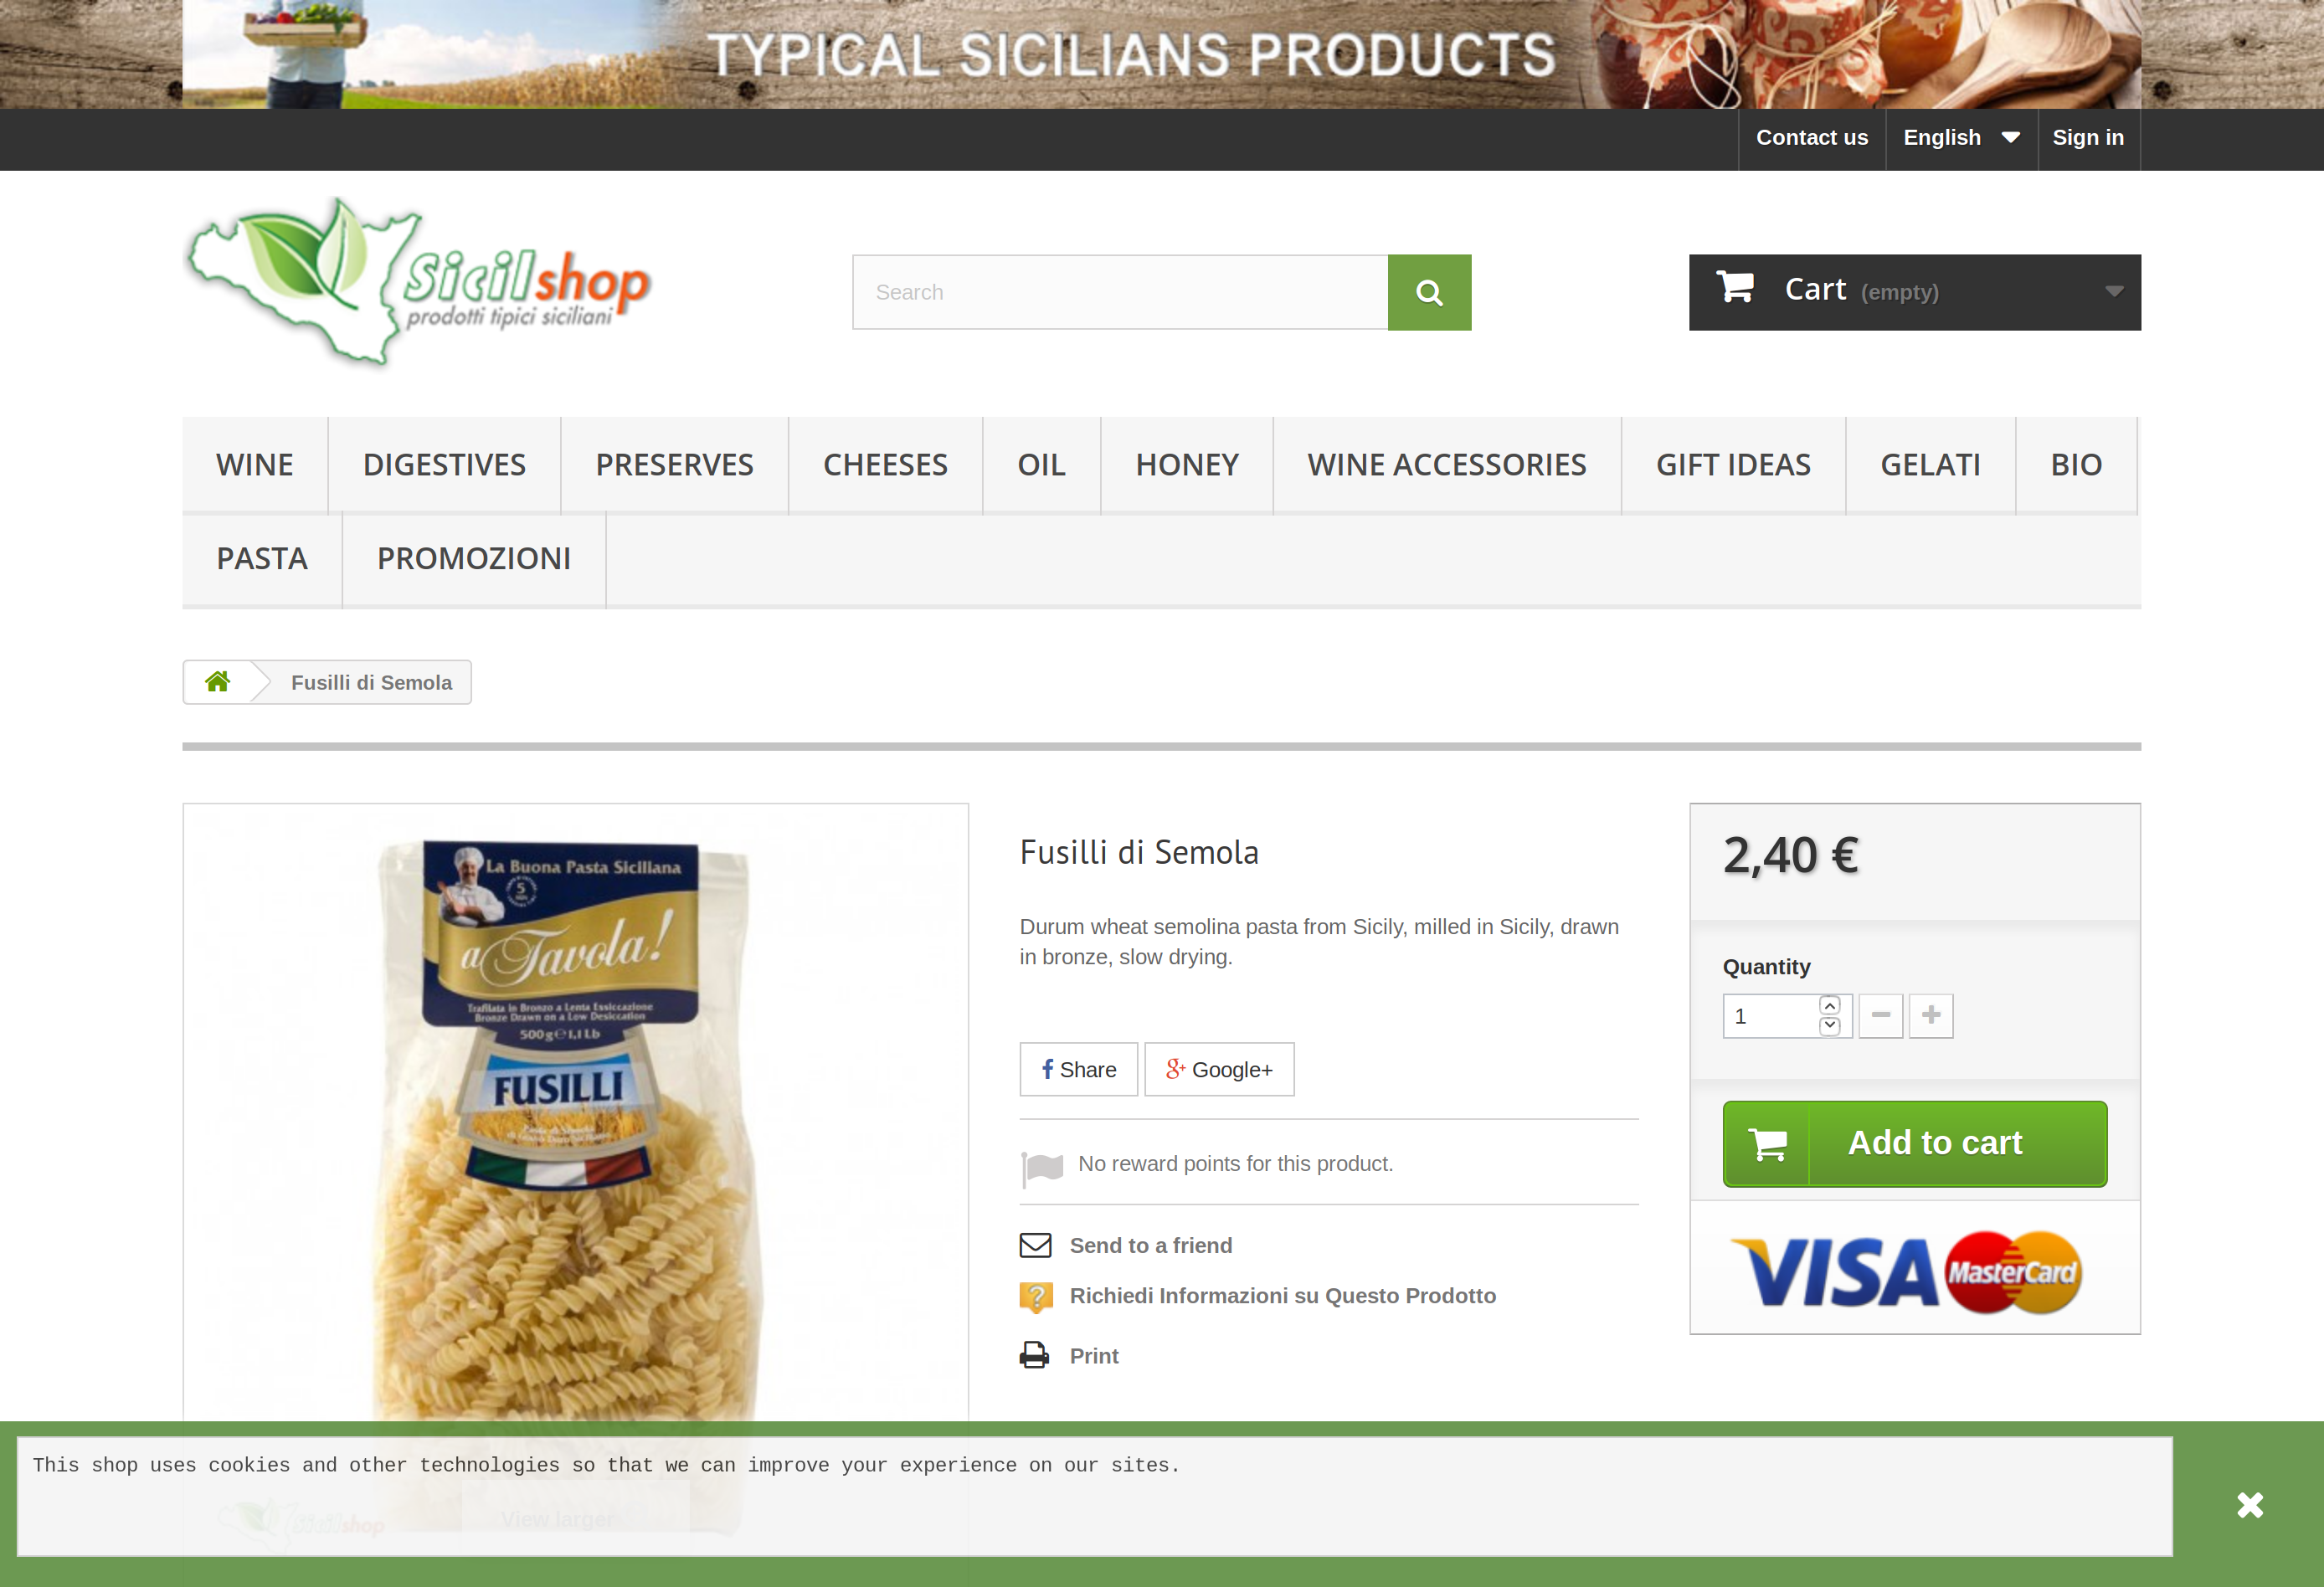 TYPICAL SICILIANS PRODUCTS
Contact us
English
Sign in
Sicilshop
prodotti tipici siciliani
Search
Cart (empty)
WINE
DIGESTIVES
PRESERVES
CHEESES
OIL
HONEY
WINE ACCESSORIES
GIFT IDEAS
GELATI
BIO
PASTA
PROMOZIONI
Fusilli di Semola
La Buona Pasta Siciliana
5
a Tavola!
Trafilata in Bronzo a Lenta Essiccazione
Bronze Drawn on a Low Desiccation
500g℮1,1Lb
FUSILLI
Fusilli di Semola
Durum wheat semolina pasta from Sicily, milled in Sicily, drawn
in bronze, slow drying.
Share
Google+
No reward points for this product.
Send to a friend
Richiedi Informazioni su Questo Prodotto
Print
2,40 €
Quantity
1
Add to cart
VISA
MasterCard
This shop uses cookies and other technologies so that we can improve your experience on our sites.
Sicilshop
View larger